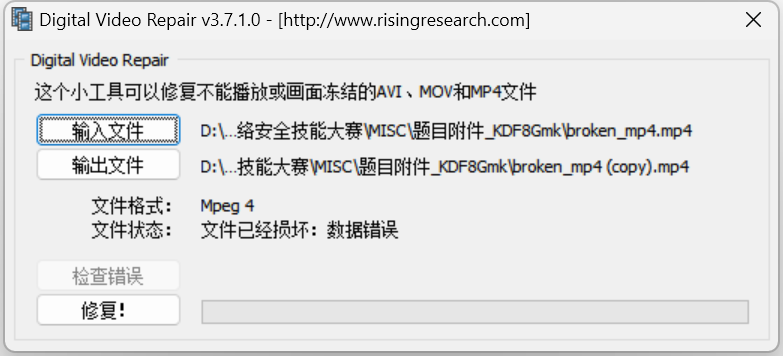 Digital Video Repair v3.7.1.0 - [http://www.risingresearch.com]
Digital Video Repair
这个小工具可以修复不能播放或画面冻结的AVI、MOV和MP4文件
输入文件 D:\...络安全技能大赛\MISC\题目附件_KDF8Gmk\broken_mp4.mp4
输出文件 D:\...技能大赛\MISC\题目附件_KDF8Gmk\broken_mp4 (copy).mp4
文件格式： Mpeg 4
文件状态： 文件已经损坏：数据错误
检查错误
修复！